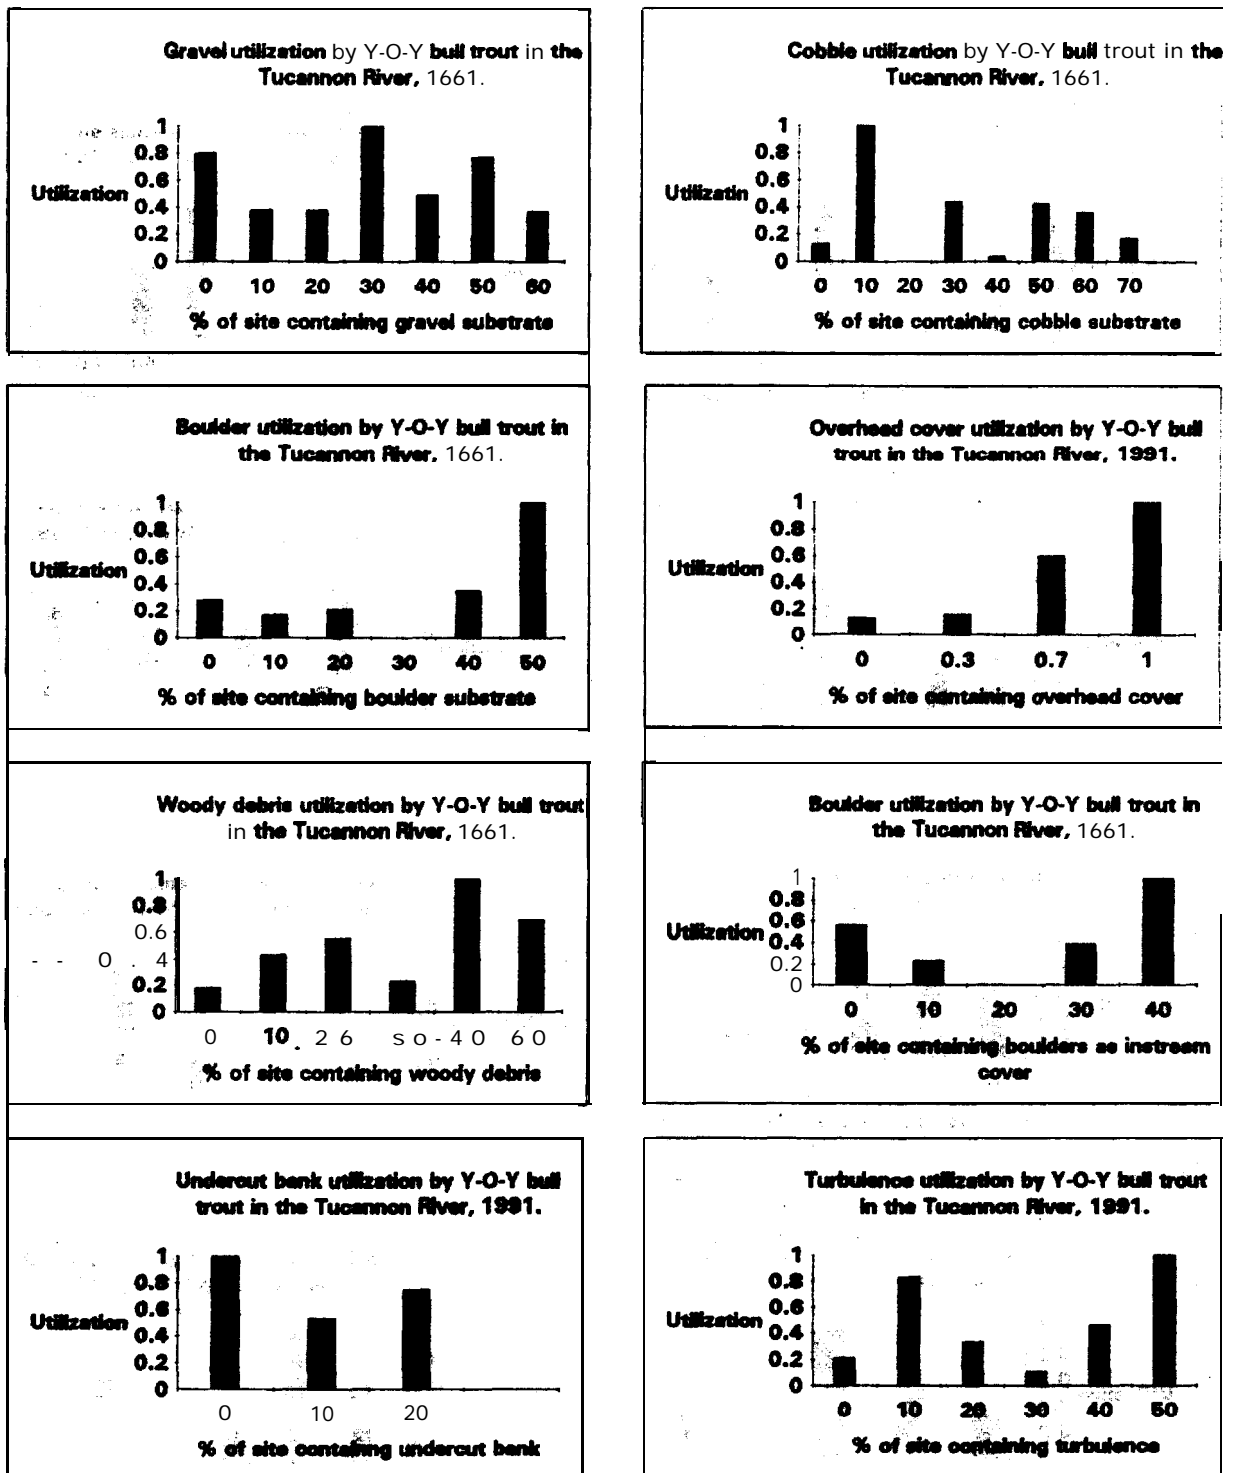 Gravel utilization by Y-O-Y bull trout in the
Tucannon River, 1661.
1
0.8
0.6
Utilization
0.4
0.2
0
0 10 20 30 40 50 60
% of site containing gravel substrate
Cobble utilization by Y-O-Y bull trout in the
Tucannon River, 1661.
1
0.8
0.6
Utilizatin
0.4
0.2
0
0 10 20 30 40 50 60 70
% of site containing cobble substrate
Boulder utilization by Y-O-Y bull trout in
the Tucannon River, 1661.
1
0.8
0.6
Utilization
0.4
0.2
0
0 10 20 30 40 50
% of site containing boulder substrate
Overhead cover utilization by Y-O-Y bull
trout in the Tucannon River, 1991.
1
0.8
0.6
Utilization
0.4
0.2
0
0 0.3 0.7 1
% of site containing overhead cover
Woody debris utilization by Y-O-Y bull trout
in the Tucannon River, 1661.
1
0.8
0.6
-- 0.4
0.2
0
0 10. 26 so-40 60
% of site containing woody debris
Boulder utilization by Y-O-Y bull trout in
the Tucannon River, 1661.
1
0.8
0.6
Utilization
0.4
0.2
0
0 10 20 30 40
% of site containing boulders as instream
cover
Undercut bank utilization by Y-O-Y bull
trout in the Tucannon River, 1991.
1
0.8
0.6
Utilization
0.4
0.2
0
0 10 20
% of site containng undercut bank
Turbulence utilization by Y-O-Y bull trout
in the Tucannon River, 1991.
1
0.8
0.6
Utilization
0.4
0.2
0
0 10 20 30 40 50
% of site containing turbulence